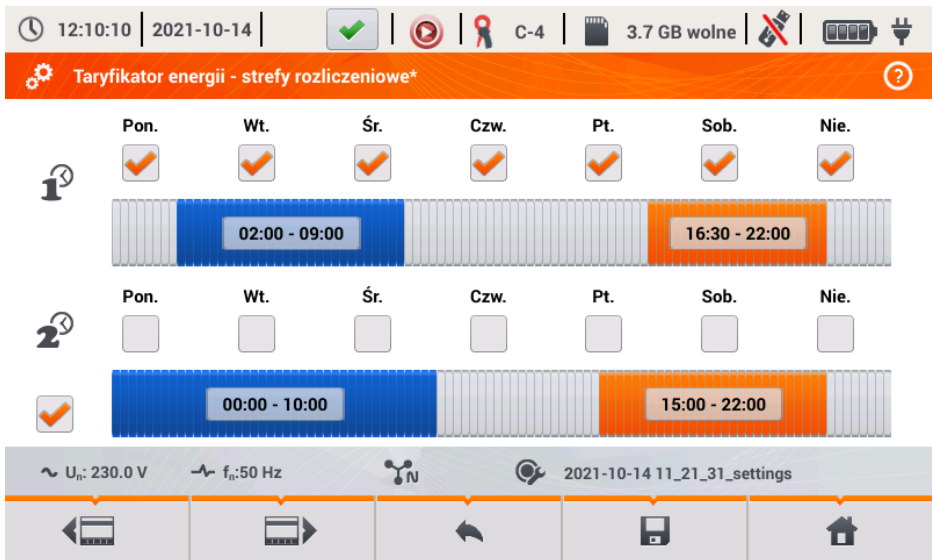 12:10:10 2021-10-14 C-4 3.7 GB wolne
Taryfikator energii - strefy rozliczeniowe* ?
Pon. Wt. Śr. Czw. Pt. Sob. Nie.
1
02:00 - 09:00 16:30 - 22:00
Pon. Wt. Śr. Czw. Pt. Sob. Nie.
2
00:00 - 10:00 15:00 - 22:00
Un: 230.0 V fn:50 Hz N 2021-10-14 11_21_31_settings